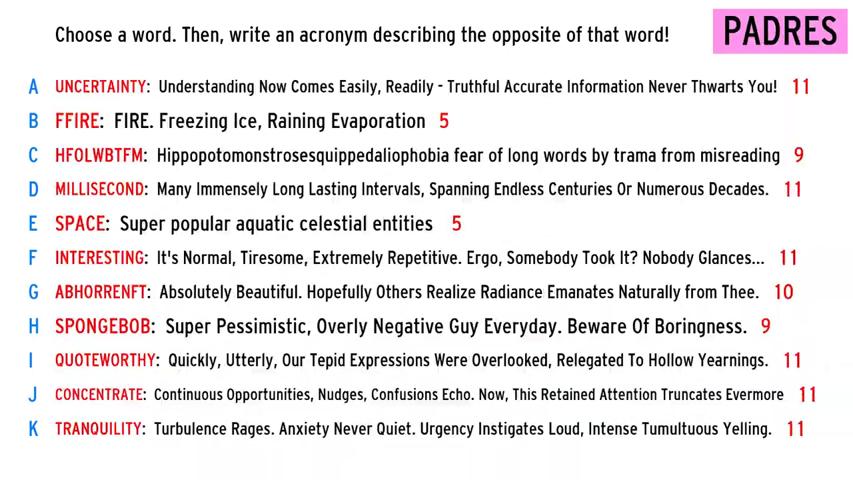 Choose a word. Then, write an acronym describing the opposite of that word!
PADRES
A UNCERTAINTY: Understanding Now Comes Easily, Readily - Truthful Accurate Information Never Thwarts You! 11
B FFIRE: FIRE. Freezing Ice, Raining Evaporation 5
C HFOLWBTFM: Hippopotomonstrosesquippedaliophobia fear of long words by trama from misreading 9
D MILLISECOND: Many Immensely Long Lasting Intervals, Spanning Endless Centuries Or Numerous Decades. 11
E SPACE: Super popular aquatic celestial entities 5
F INTERESTING: It's Normal, Tiresome, Extremely Repetitive. Ergo, Somebody Took It? Nobody Glances... 11
G ABHORRENFT: Absolutely Beautiful. Hopefully Others Realize Radiance Emanates Naturally from Thee. 10
H SPONGEBOB: Super Pessimistic, Overly Negative Guy Everyday. Beware Of Boringness. 9
I QUOTEWORTHY: Quickly, Utterly, Our Tepid Expressions Were Overlooked, Relegated To Hollow Yearnings. 11
J CONCENTRATE: Continuous Opportunities, Nudges, Confusions Echo. Now, This Retained Attention Truncates Evermore 11
K TRANQUILITY: Turbulence Rages. Anxiety Never Quiet. Urgency Instigates Loud, Intense Tumultuous Yelling. 11